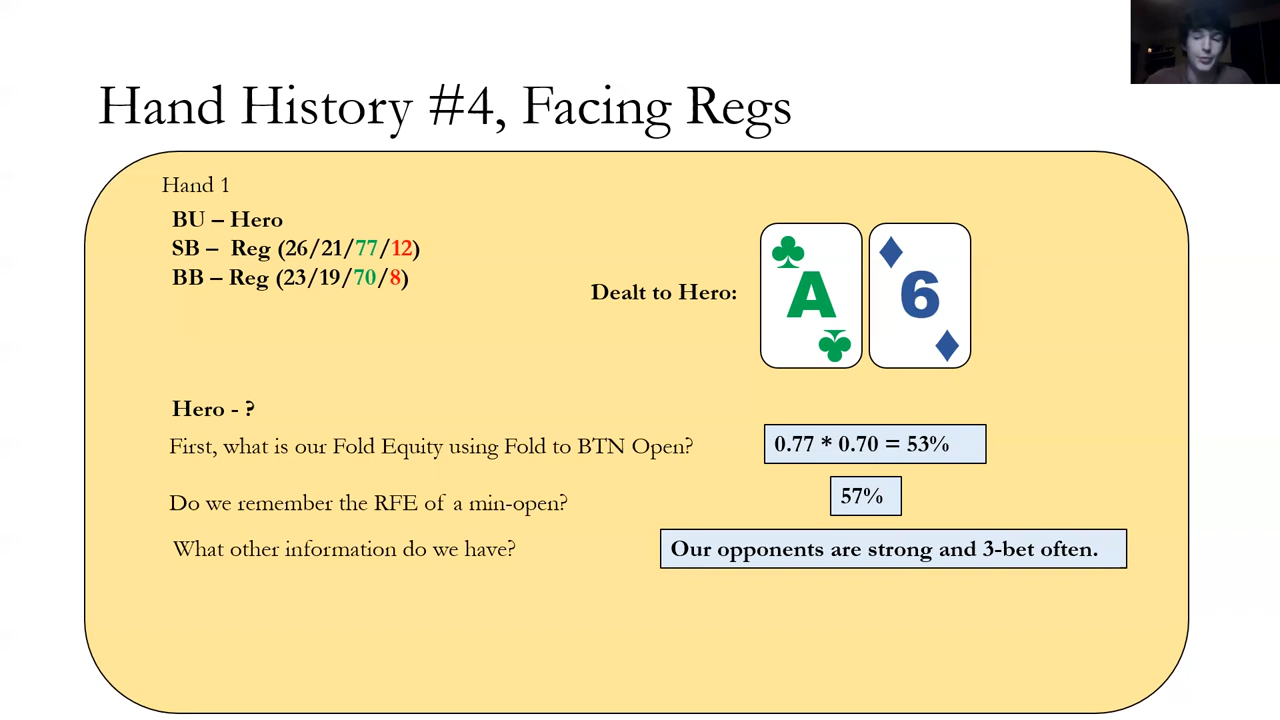 Hand History #4, Facing Regs
Hand 1
BU – Hero
SB – Reg (26/21/77/12)
BB – Reg (23/19/70/8)
Dealt to Hero:
A
6
Hero - ?
First, what is our Fold Equity using Fold to BTN Open?
0.77 * 0.70 = 53%
Do we remember the RFE of a min-open?
57%
What other information do we have?
Our opponents are strong and 3-bet often.